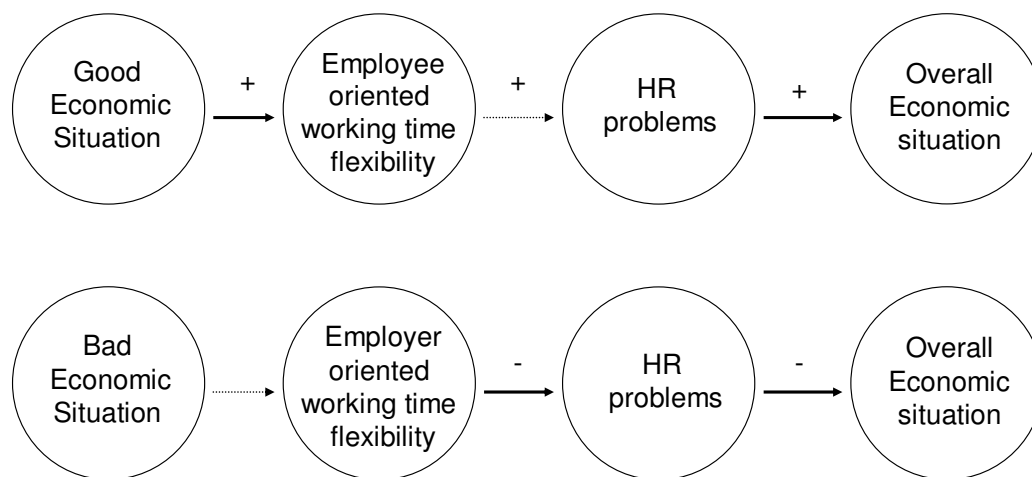 Good
Economic
Situation
+
Employee
oriented
working time
flexibility
+
HR
problems
+
Overall
Economic
situation
Bad
Economic
Situation
Employer
oriented
working time
flexibility
-
HR
problems
-
Overall
Economic
situation